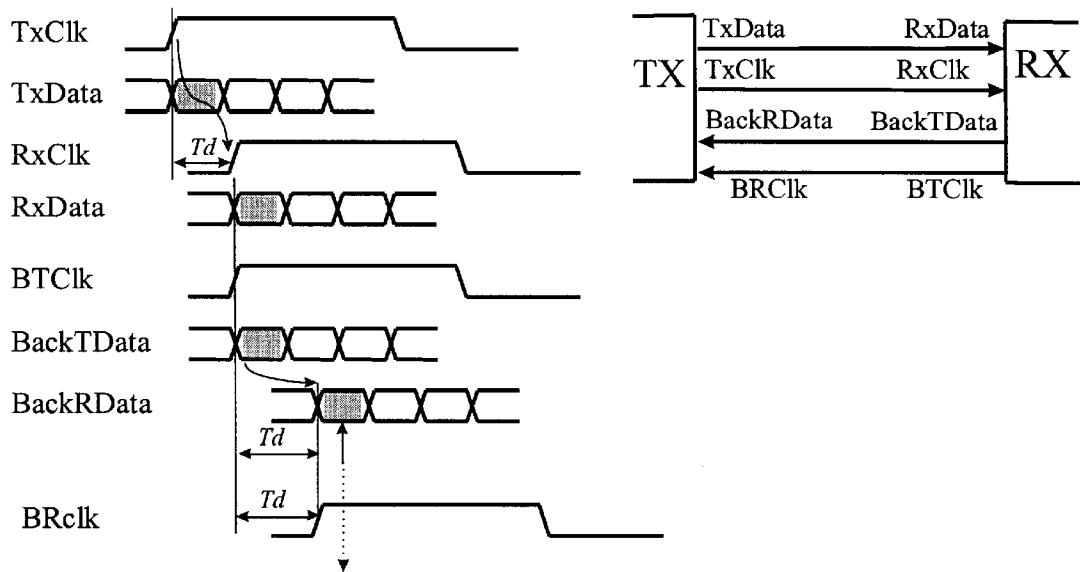 TxClk
TxData
Td
RxClk
RxData
BTClk
BackTData
BackRData
Td
Td
BRclk
TxData RxData
TX RX
TxClk RxClk
BackRData BackTData
BRClk BTClk